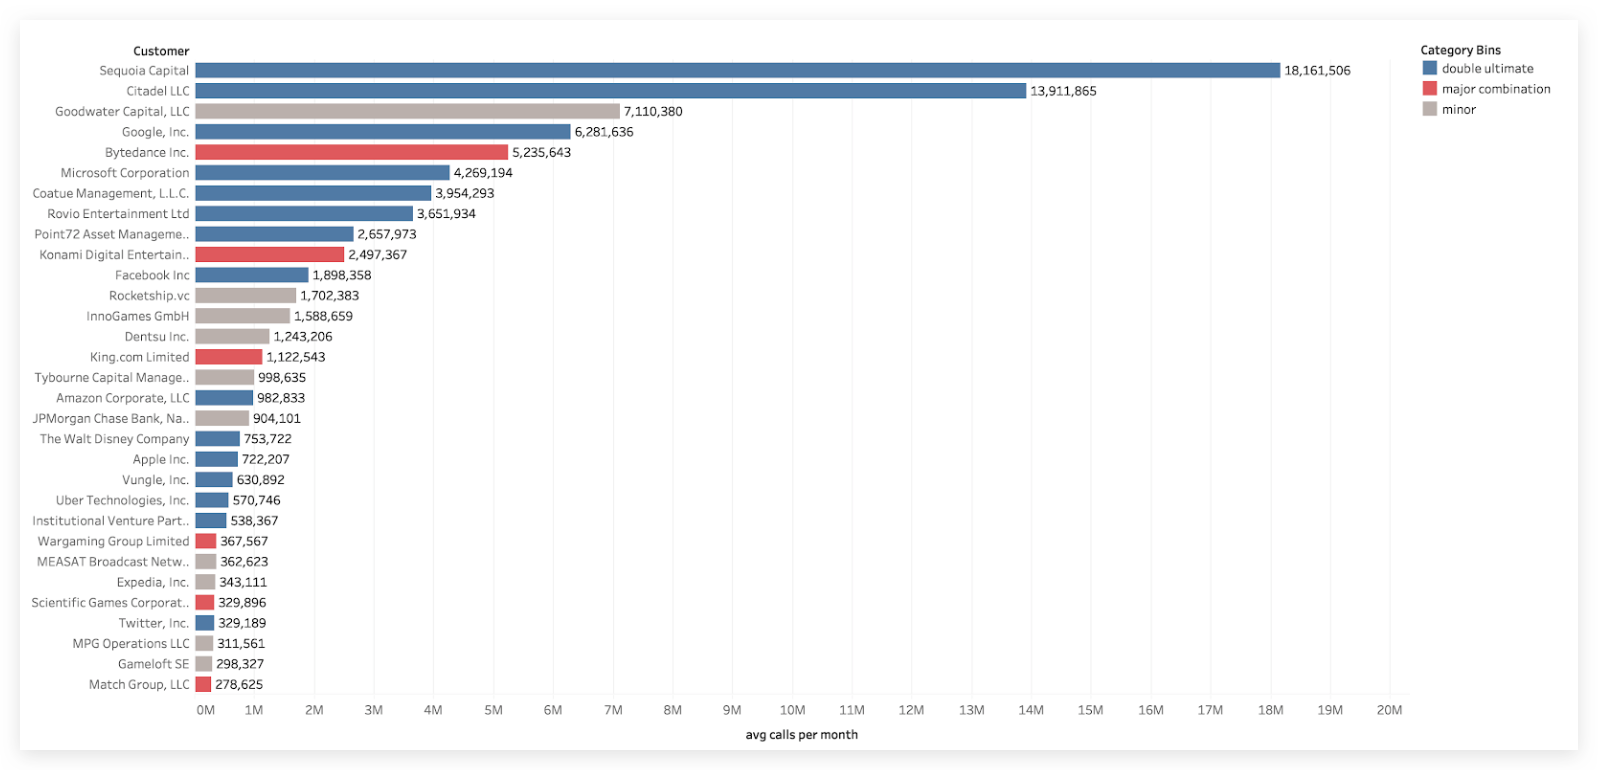 Customer
Sequoia Capital 18,161,506
Citadel LLC 13,911,865
Goodwater Capital, LLC 7,110,380
Google, Inc. 6,281,636
Bytedance Inc. 5,235,643
Microsoft Corporation 4,269,194
Coatue Management, L.L.C. 3,954,293
Rovio Entertainment Ltd 3,651,934
Point72 Asset Manageme.. 2,657,973
Konami Digital Entertain.. 2,497,367
Facebook Inc 1,898,358
Rocketship.vc 1,702,383
InnoGames GmbH 1,588,659
Dentsu Inc. 1,243,206
King.com Limited 1,122,543
Tybourne Capital Manage.. 998,635
Amazon Corporate, LLC 982,833
JPMorgan Chase Bank, Na.. 904,101
The Walt Disney Company 753,722
Apple Inc. 722,207
Vungle, Inc. 630,892
Uber Technologies, Inc. 570,746
Institutional Venture Part.. 538,367
Wargaming Group Limited 367,567
MEASAT Broadcast Netw.. 362,623
Expedia, Inc. 343,111
Scientific Games Corporat.. 329,896
Twitter, Inc. 329,189
MPG Operations LLC 311,561
Gameloft SE 298,327
Match Group, LLC 278,625
0M 1M 2M 3M 4M 5M 6M 7M 8M 9M 10M 11M 12M 13M 14M 15M 16M 17M 18M 19M 20M
avg calls per month
Category Bins
double ultimate
major combination
minor